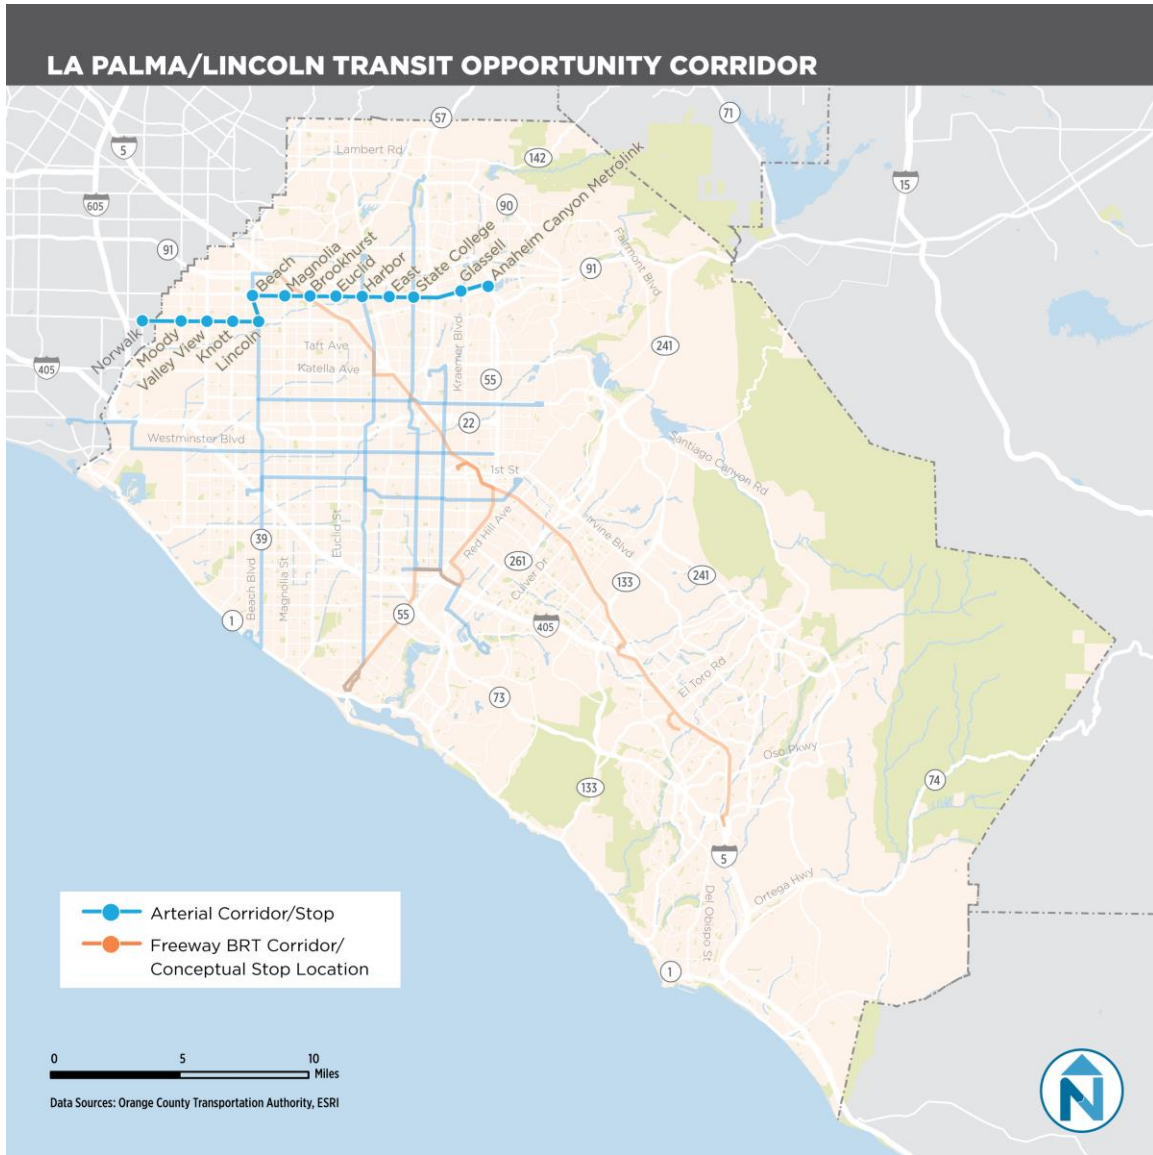 LA PALMA/LINCOLN TRANSIT OPPORTUNITY CORRIDOR
57
71
5
Lambert Rd
142
15
605
90
91
Beach
Magnolia
Brookhurst
Euclid
Harbor
East
State College
Glassell
Anaheim Canyon Metrolink
91
Fairmont Blvd
Norwalk
Moody
Valley View
Knott
Lincoln
Taft Ave
Katella Ave
Kraemer Blvd
241
405
55
22
Westminster Blvd
Santiago Canyon Rd
1st St
39
Euclid St
Red Hill Ave
Irvine Blvd
261
Culver Dr
133
241
Beach Blvd
Magnolia St
1
55
405
El Toro Rd
73
Oso Pkwy
133
74
5
Ortega Hwy
Del Obispo St
1
Arterial Corridor/Stop
Freeway BRT Corridor/
Conceptual Stop Location
0 5 10
Miles
Data Sources: Orange County Transportation Authority, ESRI
N